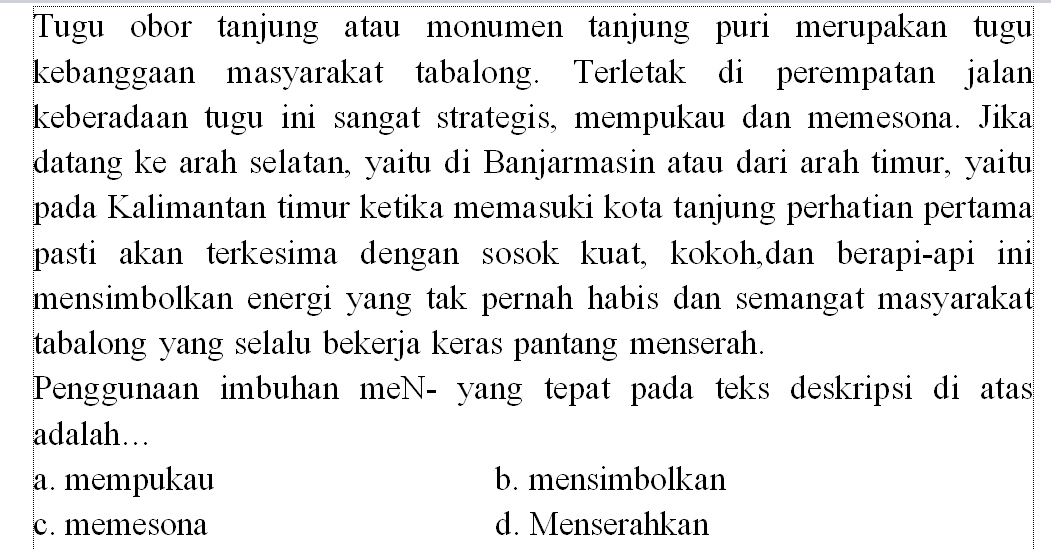 Tugu obor tanjung atau monumen tanjung puri merupakan tugu
kebanggaan masyarakat tabalong. Terletak di perempatan jalan
keberadaan tugu ini sangat strategis, mempukau dan memesona. Jika
datang ke arah selatan, yaitu di Banjarmasin atau dari arah timur, yaitu
pada Kalimantan timur ketika memasuki kota tanjung perhatian pertama
pasti akan terkesima dengan sosok kuat, kokoh,dan berapi-api ini
mensimbolkan energi yang tak pernah habis dan semangat masyarakat
tabalong yang selalu bekerja keras pantang menserah.
Penggunaan imbuhan meN- yang tepat pada teks deskripsi di atas
adalah…
a. mempukau b. mensimbolkan
c. memesona d. Menserahkan